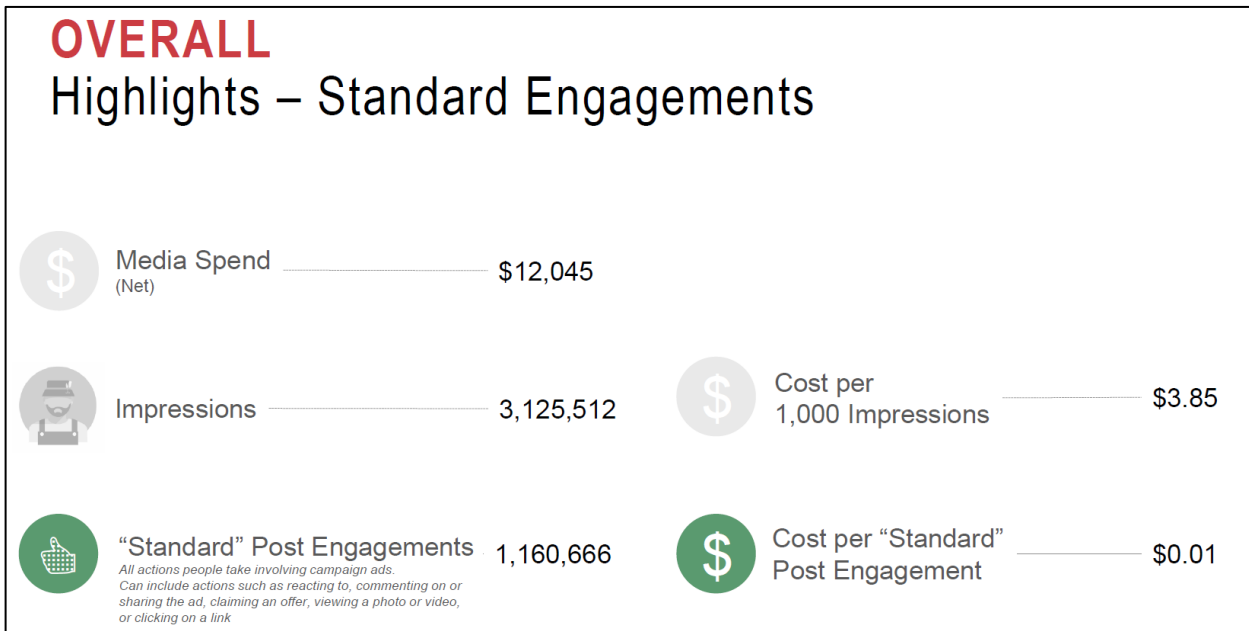 OVERALL
Highlights – Standard Engagements
$ Media Spend $12,045
(Net)
Impressions 3,125,512
$ Cost per
1,000 Impressions $3.85
“Standard” Post Engagements 1,160,666
All actions people take involving campaign ads.
Can include actions such as reacting to, commenting on or
sharing the ad, claiming an offer, viewing a photo or video,
or clicking on a link
$ Cost per “Standard”
Post Engagement $0.01